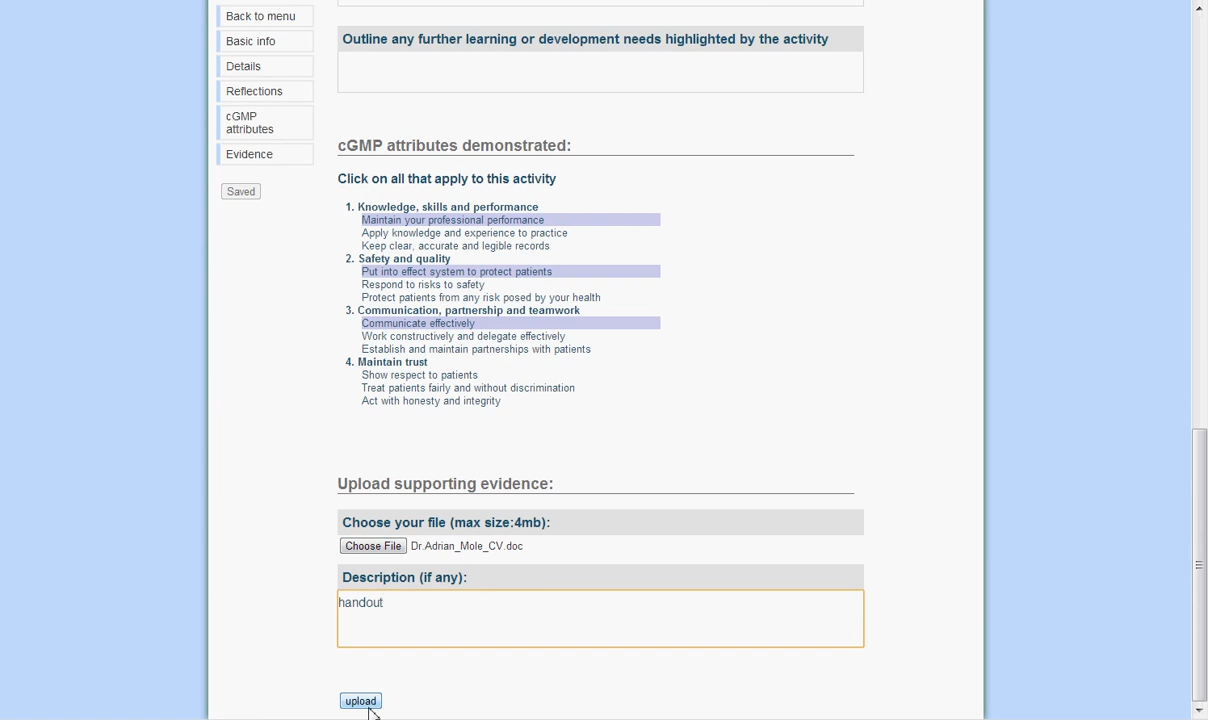 Back to menu
Basic info
Details
Reflections
cGMP
attributes
Evidence
Saved
Outline any further learning or development needs highlighted by the activity
cGMP attributes demonstrated:
Click on all that apply to this activity
1. Knowledge, skills and performance
Maintain your professional performance
Apply knowledge and experience to practice
Keep clear, accurate and legible records
2. Safety and quality
Put into effect system to protect patients
Respond to risks to safety
Protect patients from any risk posed by your health
3. Communication, partnership and teamwork
Communicate effectively
Work constructively and delegate effectively
Establish and maintain partnerships with patients
4. Maintain trust
Show respect to patients
Treat patients fairly and without discrimination
Act with honesty and integrity
Upload supporting evidence:
Choose your file (max size:4mb):
Choose File Dr.Adrian_Mole_CV.doc
Description (if any):
handout
upload